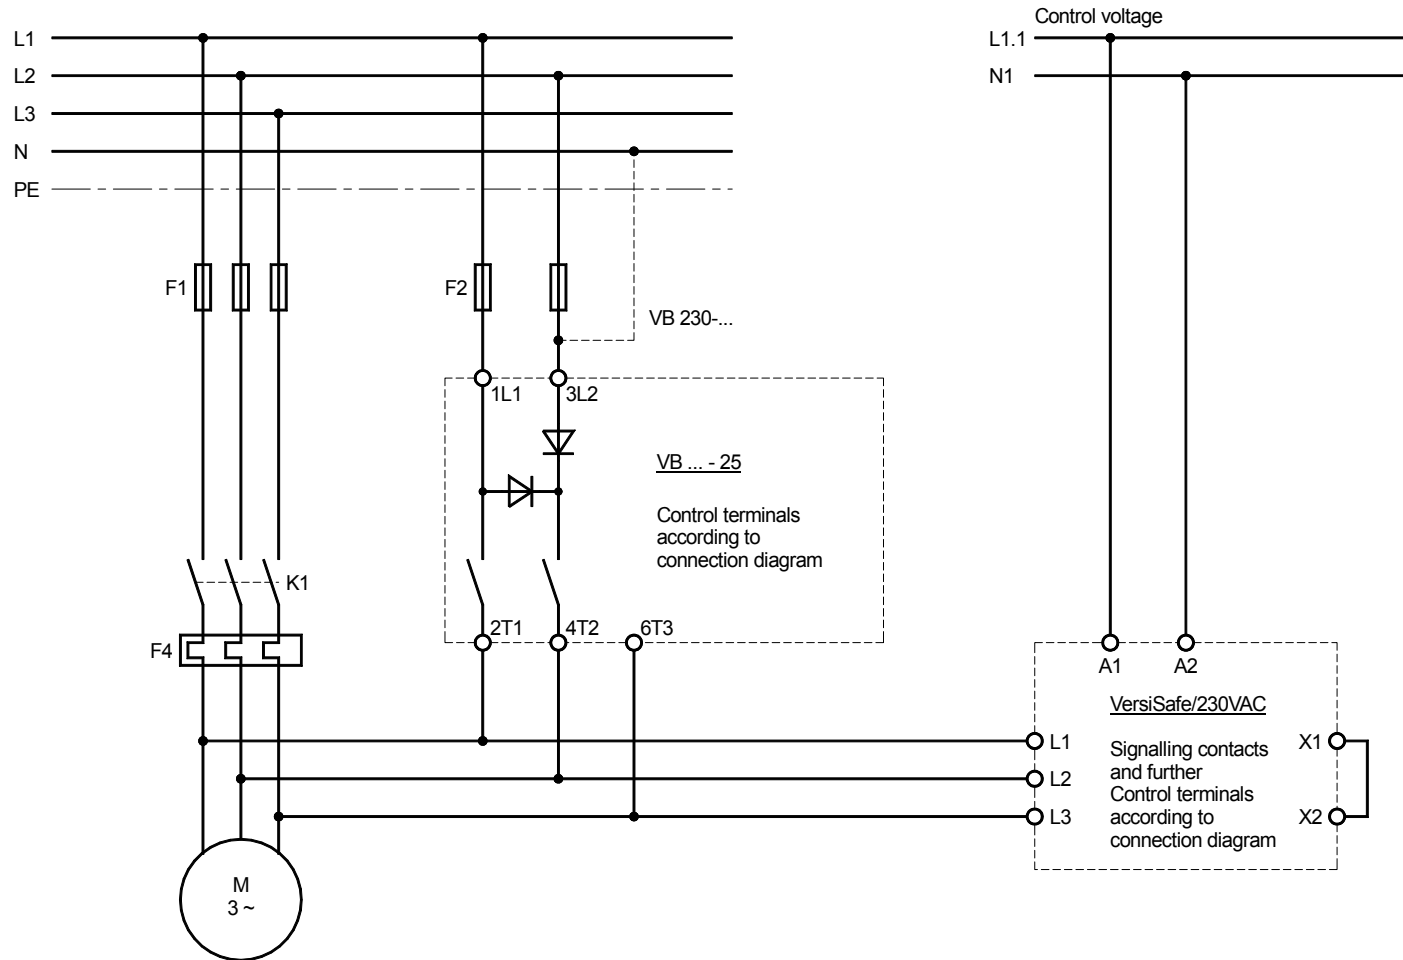 Control voltage
L1
L1.1
L2
N1
L3
N
PE
F1
F2
VB 230-...
1L1
3L2
VB ... - 25
Control terminals
according to
connection diagram
K1
2T1
4T2
6T3
F4
A1
A2
VersiSafe/230VAC
L1
Signalling contacts
X1
and further
L2
Control terminals
L3
according to
X2
connection diagram
M
3 ~